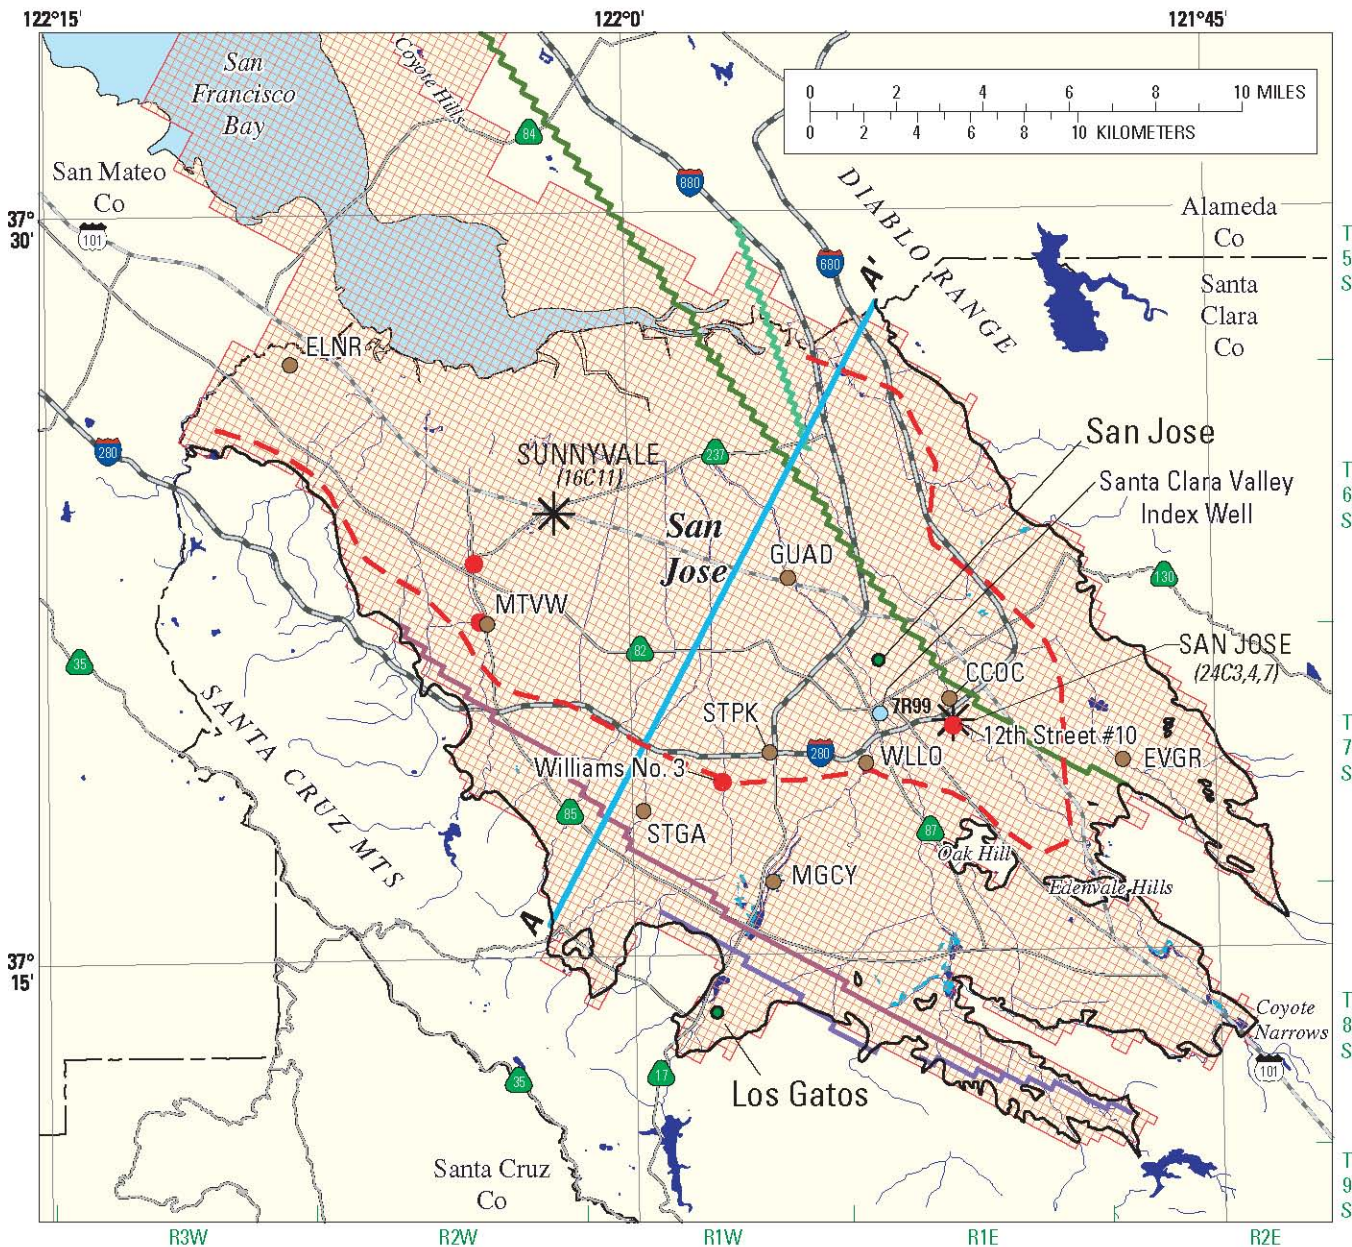 122°15'
122°0'
121°45'
San
Francisco
Bay
Coyote Hills
84
880
0 2 4 6 8 10 MILES
0 2 4 6 8 10 KILOMETERS
San Mateo
Co
DIABLO RANGE
Alameda
Co
37°
30'
101
680
A'
T
5
S
Santa
Clara
Co
ELNR
280
SUNNYVALE
(16C11)
237
San Jose
Santa Clara Valley
Index Well
T
6
S
San
Jose
GUAD
130
MTVW
82
35
SAN JOSE
(24C3,4,7)
CCOC
SANTA CRUZ MTS
STPK
7R99
12th Street #10
T
7
S
280
WLLO
EVGR
Williams No. 3
85
STGA
87
Oak Hill
MGCY
Edenvale Hills
A
37°
15'
Coyote
Narrows
T
8
S
101
35
17
Los Gatos
Santa Cruz
Co
T
9
S
R3W
R2W
R1W
R1E
R2E